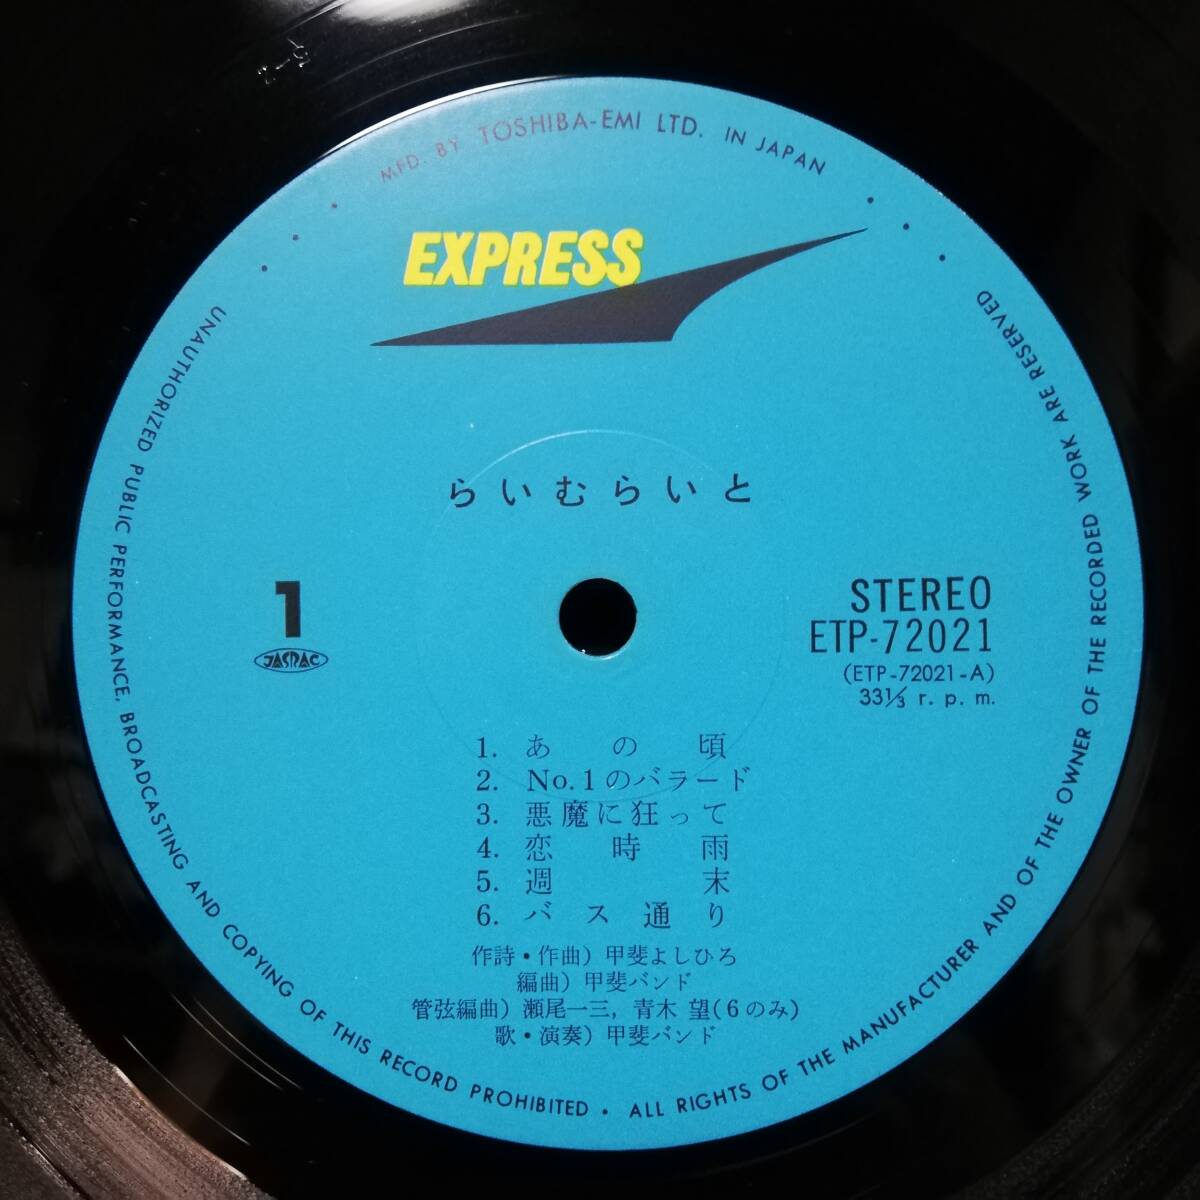 2-S
MFD. BY TOSHIBA-EMI LTD. IN JAPAN
EXPRESS
らいむらいと
1
JASRAC
STEREO
ETP-72021
(ETP-72021-A)
33⅓ r.p.m.
1. あの頃
2. No.1のバラード
3. 悪魔に狂って
4. 恋時雨
5. 週末
6. バス通り
作詩・作曲) 甲斐よしひろ
編曲) 甲斐バンド
管弦編曲) 瀬尾一三, 青木 望(6のみ)
歌・演奏) 甲斐バンド
UNAUTHORIZED PUBLIC PERFORMANCE, BROADCASTING AND COPYING OF THIS RECORD PROHIBITED • ALL RIGHTS OF THE MANUFACTURER AND OF THE OWNER OF THE RECORDED WORK ARE RESERVED